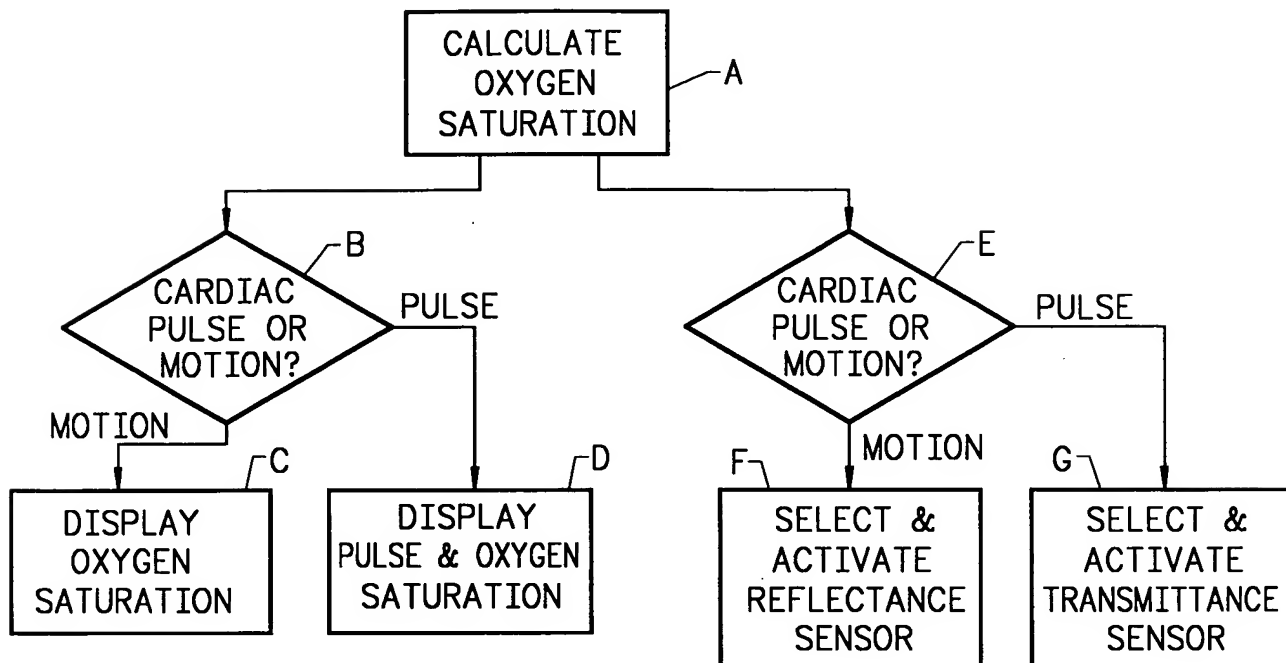 CALCULATE
OXYGEN
SATURATION
A
B
CARDIAC
PULSE OR
MOTION?
PULSE
MOTION
C
DISPLAY
OXYGEN
SATURATION
D
DISPLAY
PULSE & OXYGEN
SATURATION
E
CARDIAC
PULSE OR
MOTION?
PULSE
MOTION
F
SELECT &
ACTIVATE
REFLECTANCE
SENSOR
G
SELECT &
ACTIVATE
TRANSMITTANCE
SENSOR